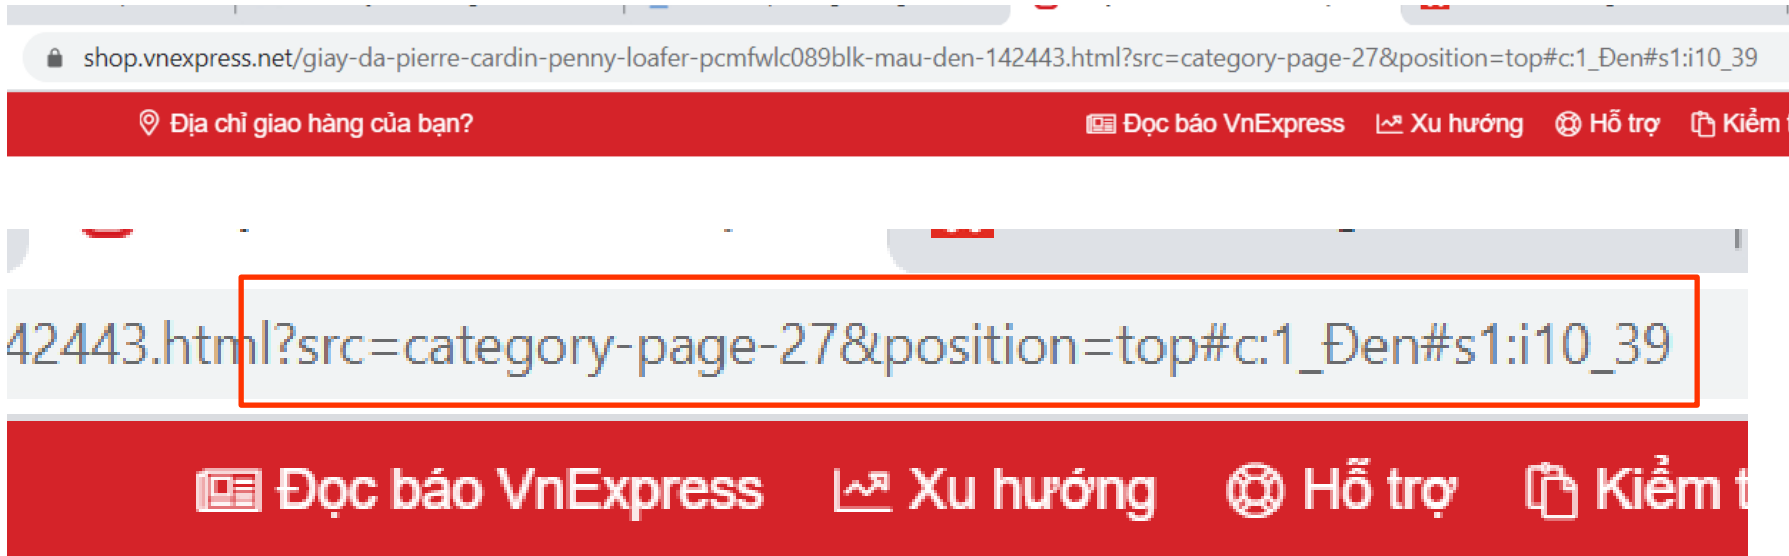 shop.vnexpress.net/giay-da-pierre-cardin-penny-loafer-pcmfwlc089blk-mau-den-142443.html?src=category-page-27&position=top#c:1_Đen#s1:i10_39
Địa chỉ giao hàng của bạn? Đọc báo VnExpress Xu hướng Hỗ trợ Kiểm
42443.html?src=category-page-27&position=top#c:1_Đen#s1:i10_39
Đọc báo VnExpress Xu hướng Hỗ trợ Kiểm t